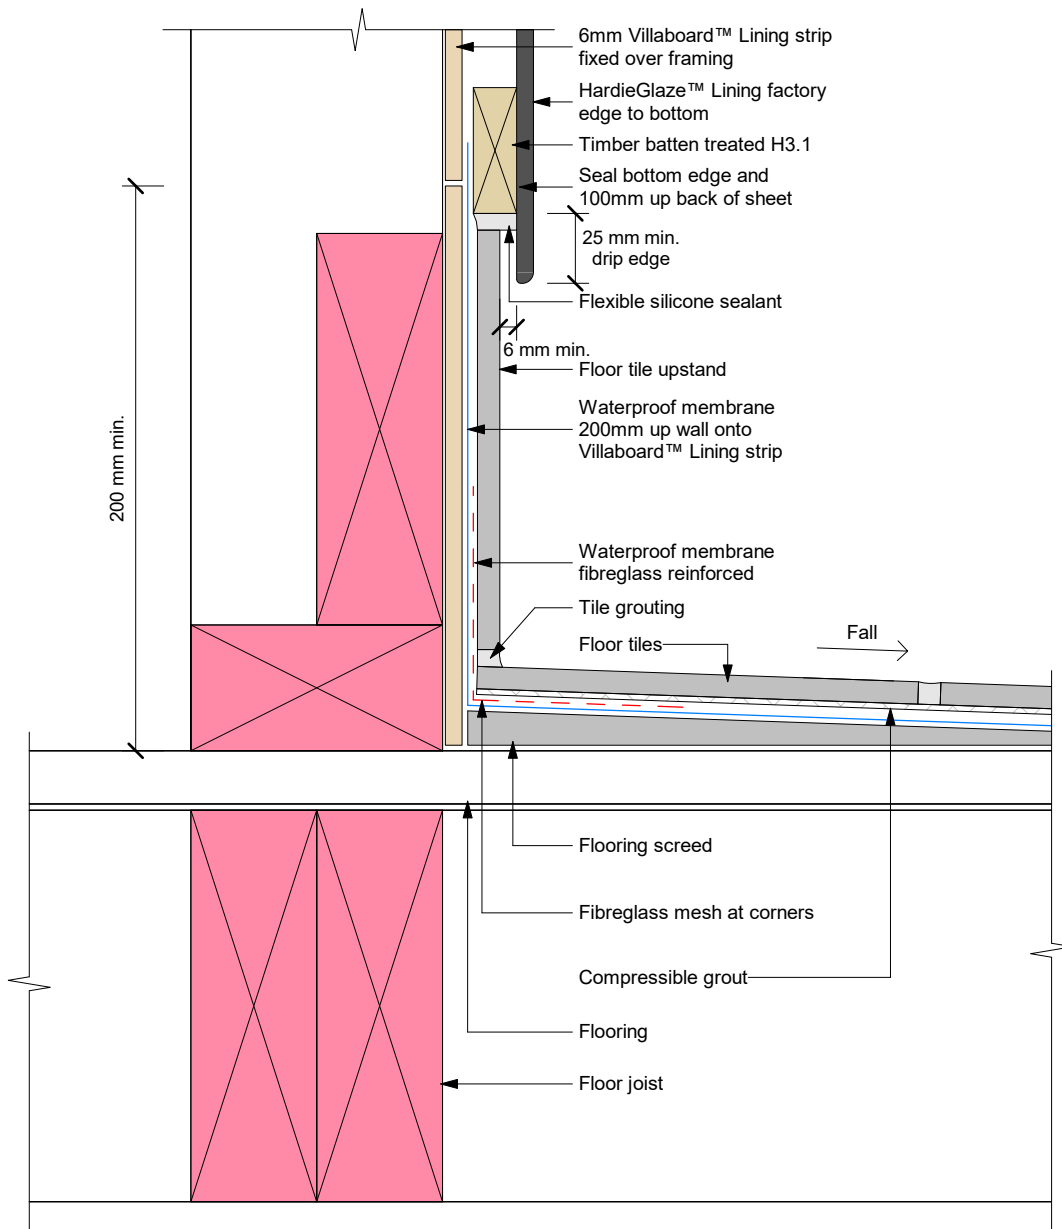 6mm Villaboard™ Lining strip
fixed over framing
HardieGlaze™ Lining factory
edge to bottom
Timber batten treated H3.1
Seal bottom edge and
100mm up back of sheet
25 mm min.
drip edge
Flexible silicone sealant
6 mm min.
Floor tile upstand
Waterproof membrane
200mm up wall onto
Villaboard™ Lining strip
200 mm min.
Waterproof membrane
fibreglass reinforced
Tile grouting
Floor tiles
Fall
Flooring screed
Fibreglass mesh at corners
Compressible grout
Flooring
Floor joist